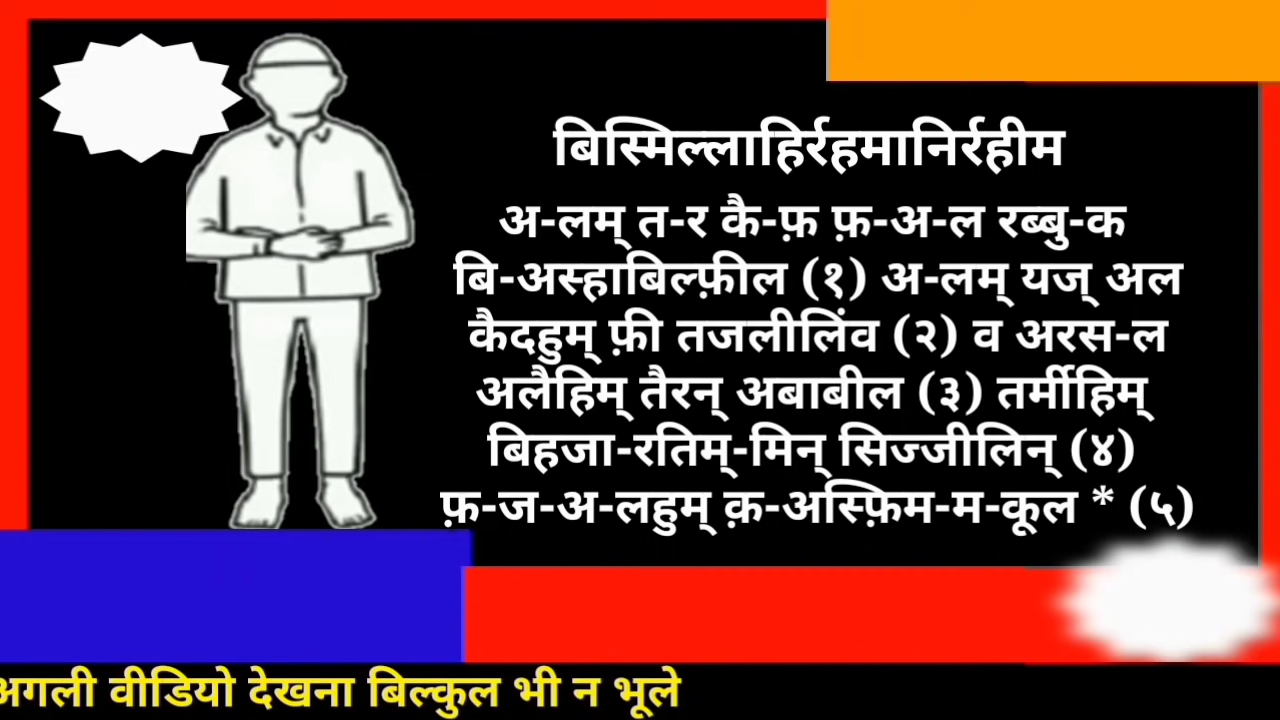 बिस्मिल्लाहिर्रहमानिर्रहीम
अ-लम् त-र कै-फ़ फ़-अ-ल रब्बु-क
बि-अस्हाबिल्फ़ील (१) अ-लम् यज् अल
कैदहुम् फ़ी तजलीलिंव (२) व अरस-ल
अलैहिम् तैरन् अबाबील (३) तर्मीहिम्
बिहजा-रतिम्-मिन् सिज्जीलिन् (४)
फ़-ज-अ-लहुम् क़-अस्फ़िम-म-कूल * (५)
अगली वीडियो देखना बिल्कुल भी न भूले